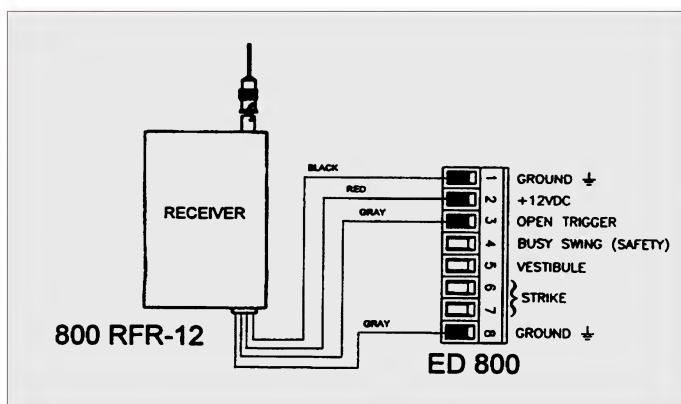 BLACK
1 GROUND
RED
2 +12VDC
GRAY
3 OPEN TRIGGER
RECEIVER
4 BUSY SWING (SAFETY)
5 VESTIBULE
6
STRIKE
7
800 RFR-12
GRAY
8 GROUND
ED 800